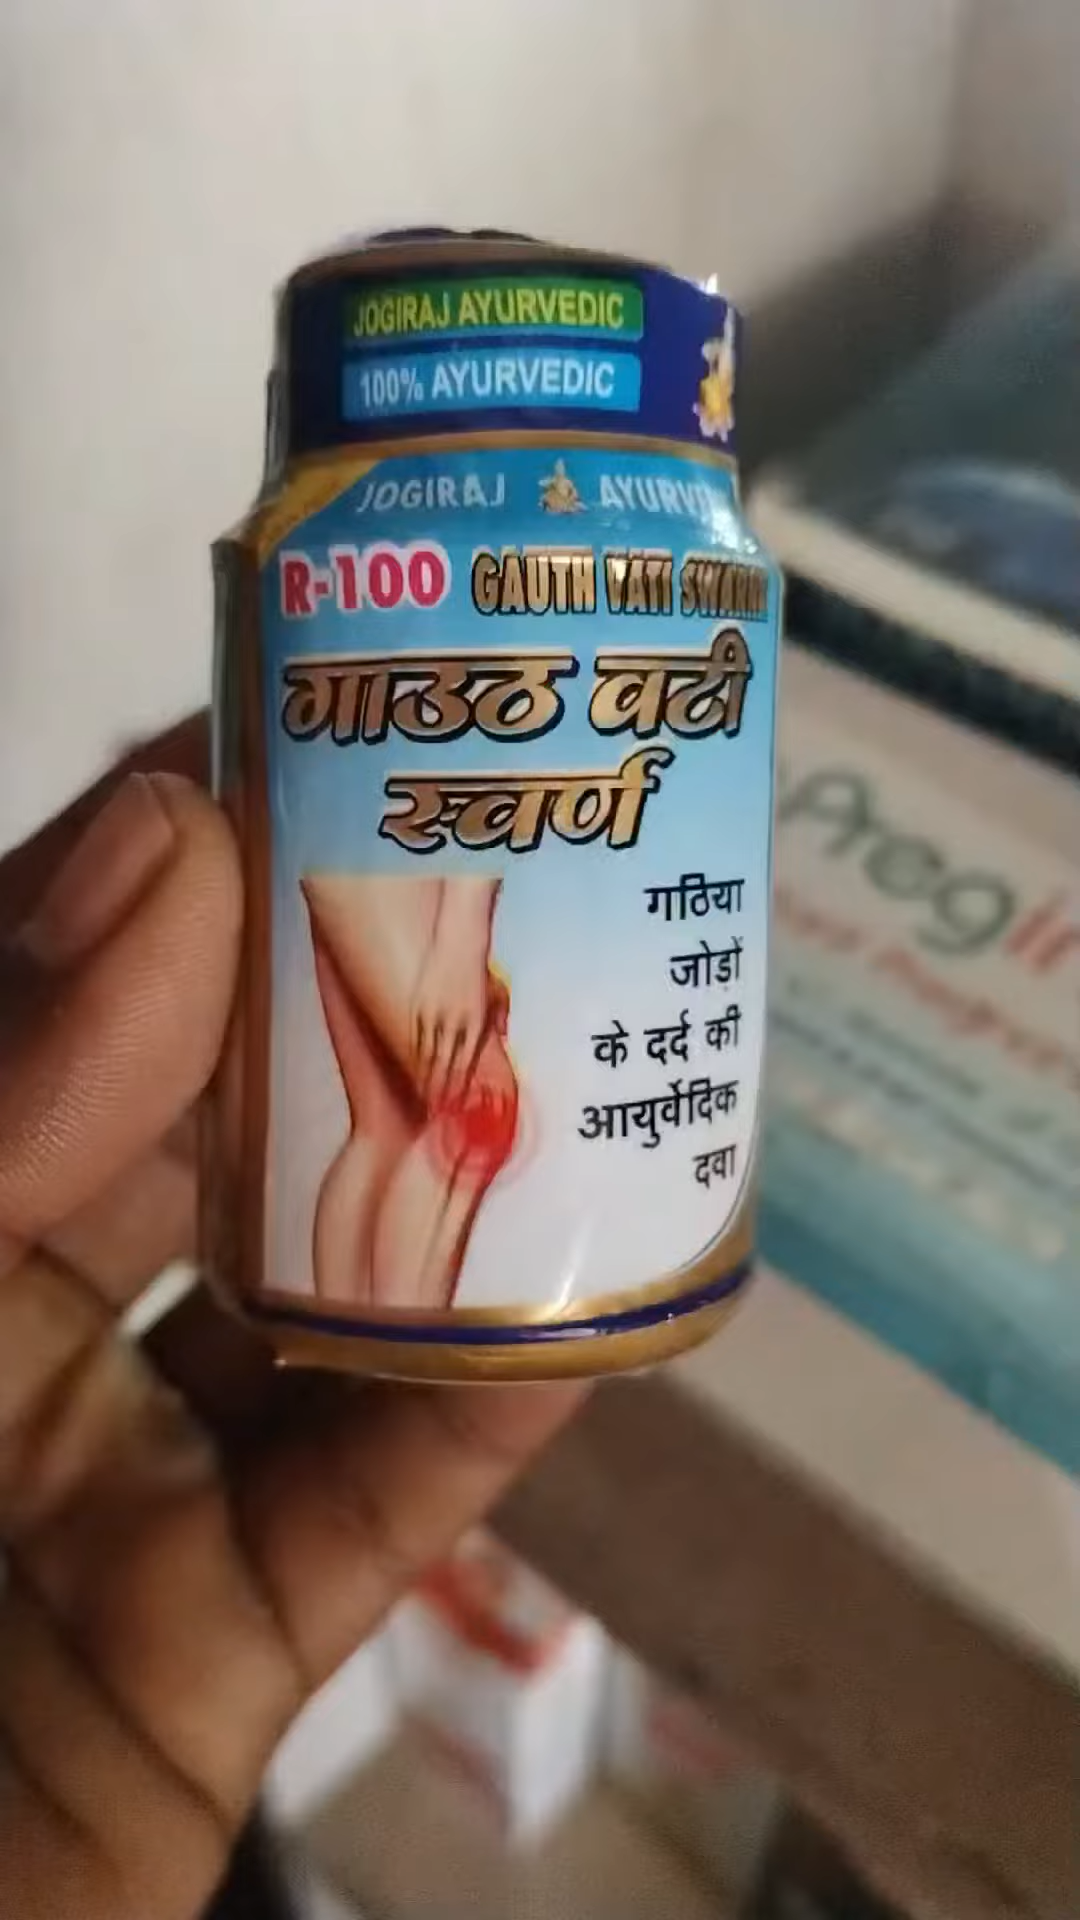 JOGIRAJ AYURVEDIC
100% AYURVEDIC
JOGIRAJ
R-100 GAUTH VATI
गाउठ वटी
स्वर्ण
गठिया
जोड़ों
के दर्द की
आयुर्वेदिक
दवा